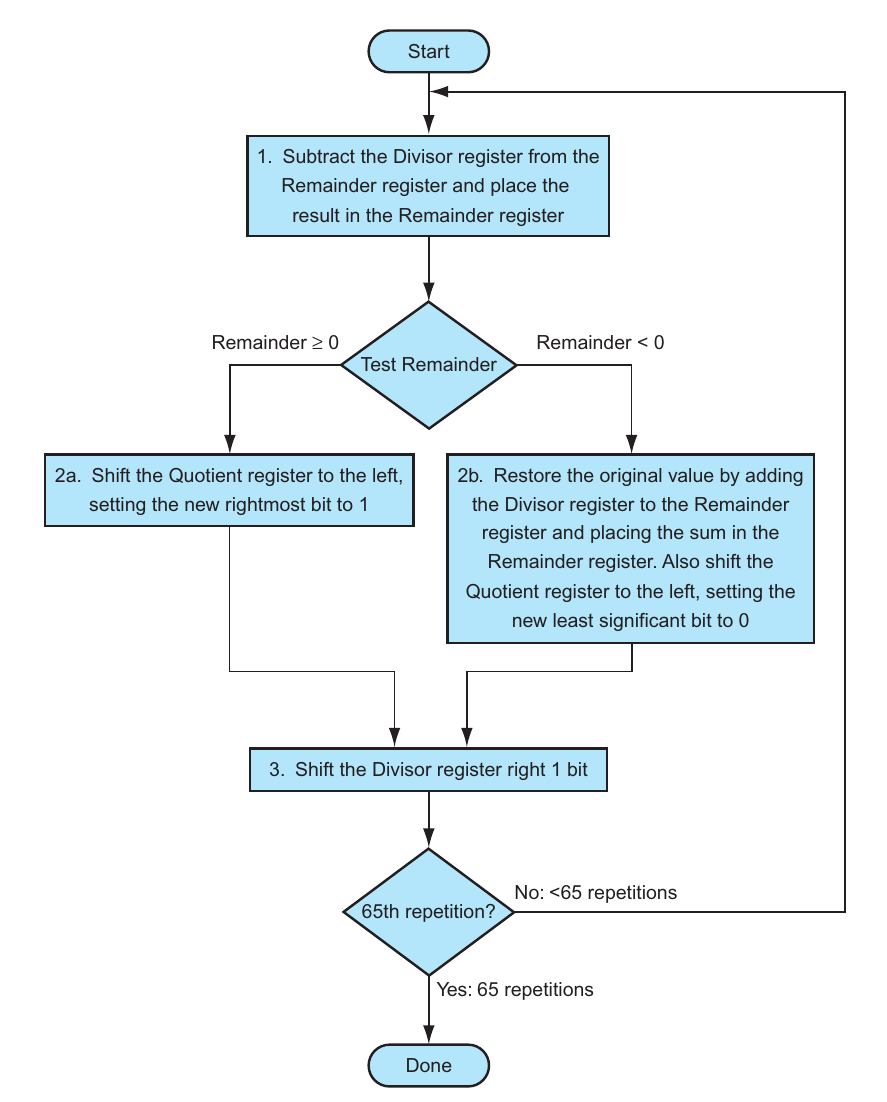 Start
1. Subtract the Divisor register from the
Remainder register and place the
result in the Remainder register
Remainder ≥ 0
Remainder < 0
Test Remainder
2a. Shift the Quotient register to the left,
setting the new rightmost bit to 1
2b. Restore the original value by adding
the Divisor register to the Remainder
register and placing the sum in the
Remainder register. Also shift the
Quotient register to the left, setting the
new least significant bit to 0
3. Shift the Divisor register right 1 bit
No: <65 repetitions
65th repetition?
Yes: 65 repetitions
Done